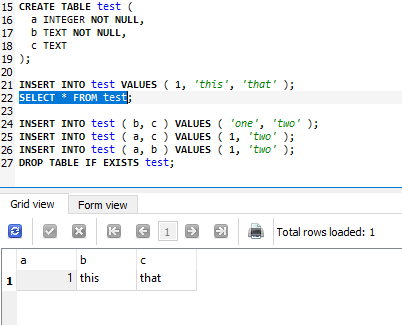 15 CREATE TABLE test (
16 a INTEGER NOT NULL,
17 b TEXT NOT NULL,
18 c TEXT
19 );
20
21 INSERT INTO test VALUES ( 1, 'this', 'that' );
22 SELECT * FROM test;
23
24 INSERT INTO test ( b, c ) VALUES ( 'one', 'two' );
25 INSERT INTO test ( a, c ) VALUES ( 1, 'two' );
26 INSERT INTO test ( a, b ) VALUES ( 1, 'two' );
27 DROP TABLE IF EXISTS test;
Grid view Form view
1 Total rows loaded: 1
a b c
1 1 this that